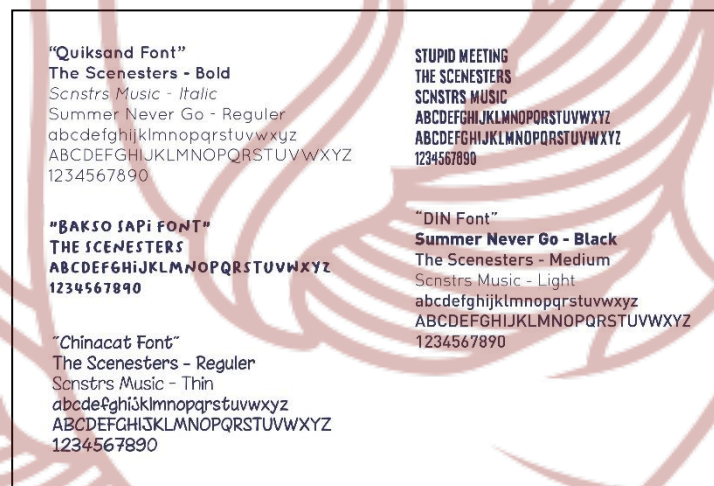 “Quiksand Font”
The Scenesters - Bold
Scnstrs Music - Italic
Summer Never Go - Reguler
abcdefghijklmnopqrstuvwxyz
ABCDEFGHIJKLMNOPQRSTUVWXYZ
1234567890
"BAKSO SAPi FONT"
THE SCENESTERS
ABCDEFGHiJKLMNOPQRSTUVWXYZ
1234567890
"Chinacat Font"
The Scenesters - Reguler
Scnstrs Music - Thin
abcdefghijklmnopqrstuvwxyz
ABCDEFGHIJKLMNOPQRSTUVWXYZ
1234567890
STUPID MEETING
THE SCENESTERS
SCNSTRS MUSIC
ABCDEFGHIJKLMNOPQRSTUVWXYZ
ABCDEFGHIJKLMNOPQRSTUVWXYZ
1234567890
“DIN Font”
Summer Never Go - Black
The Scenesters - Medium
Scnstrs Music - Light
abcdefghijklmnopqrstuvwxyz
ABCDEFGHIJKLMNOPQRSTUVWXYZ
1234567890